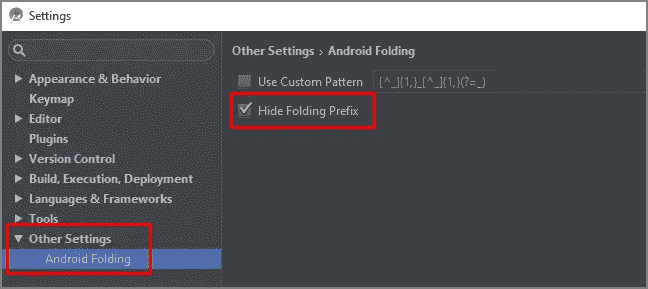 Settings
Other Settings › Android Folding
Appearance & Behavior
Keymap
Editor
Plugins
Version Control
Build, Execution, Deployment
Languages & Frameworks
Tools
Other Settings
Android Folding
Use Custom Pattern [^_]{1,}_[^_]{1,}(?=_)
Hide Folding Prefix